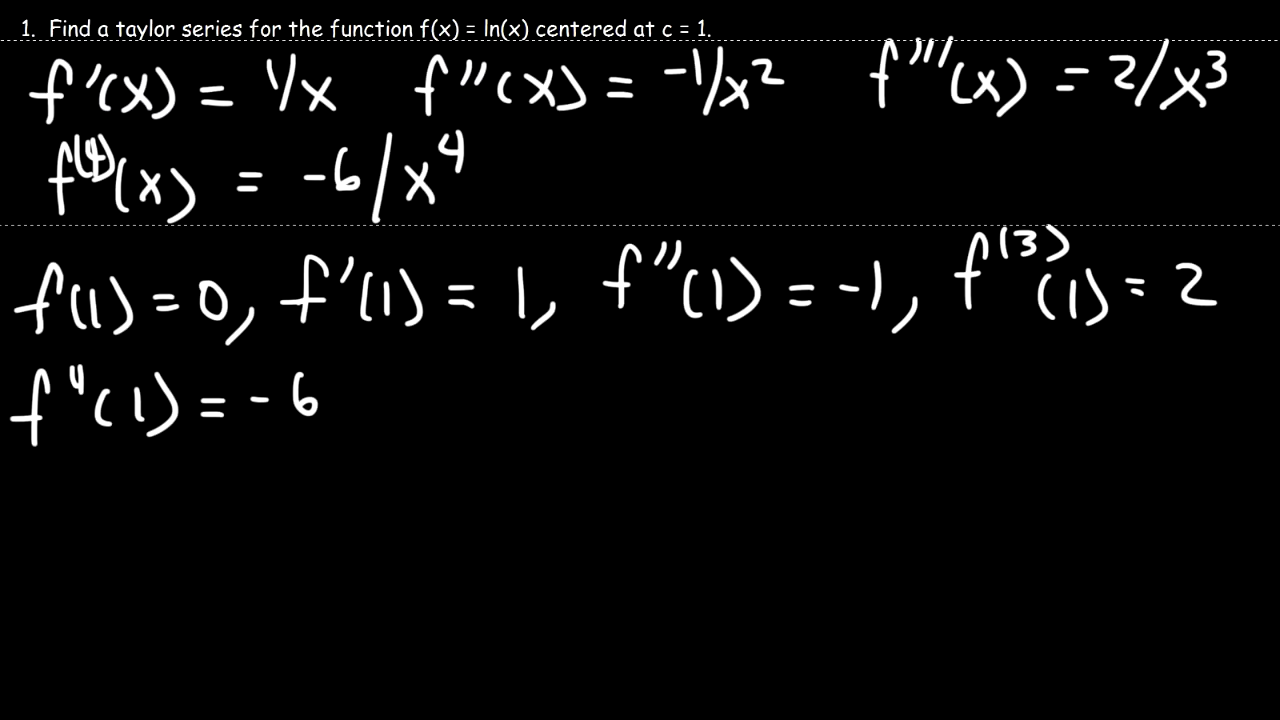 1. Find a taylor series for the function f(x) = ln(x) centered at c = 1.
f'(x) = 1/x f''(x) = -1/x² f'''(x) = 2/x³
f⁽⁴⁾(x) = -6/x⁴
f(1) = 0, f'(1) = 1, f''(1) = -1, f⁽³⁾(1) = 2
f⁴(1) = -6